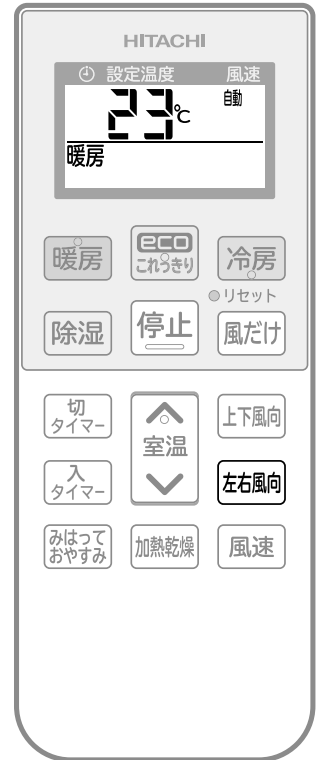 HITACHI
設定温度 風速
23℃ 自動
暖房
暖房
eco
これっきり
冷房
リセット
除湿
停止
風だけ
切
タイマー
室温
上下風向
入
タイマー
左右風向
みはって
おやすみ
加熱乾燥
風速